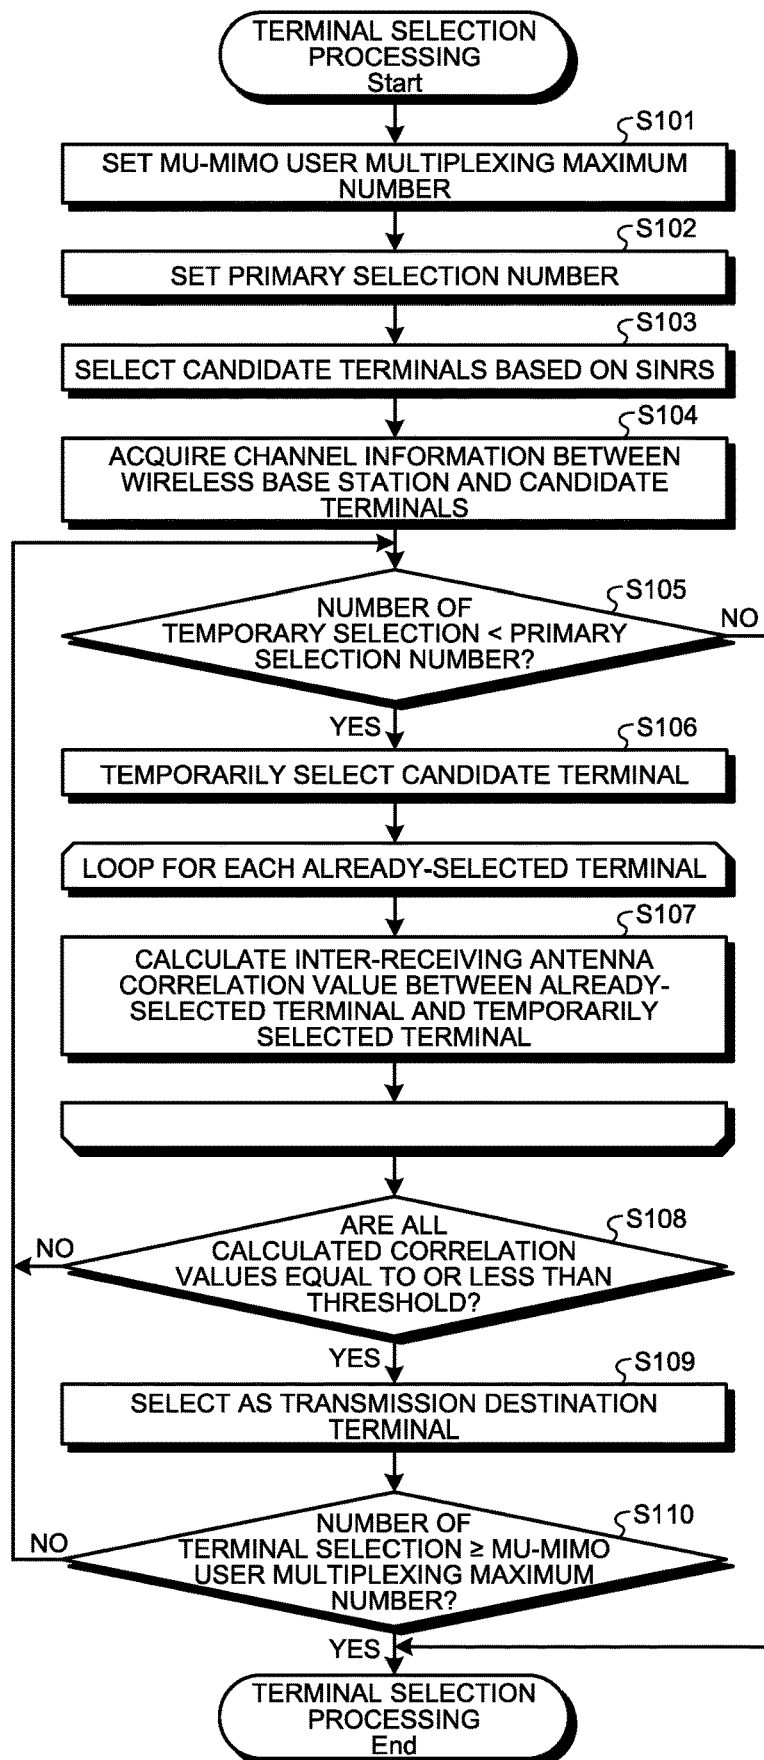 TERMINAL SELECTION
PROCESSING
Start
S101
SET MU-MIMO USER MULTIPLEXING MAXIMUM
NUMBER
S102
SET PRIMARY SELECTION NUMBER
S103
SELECT CANDIDATE TERMINALS BASED ON SINRS
S104
ACQUIRE CHANNEL INFORMATION BETWEEN
WIRELESS BASE STATION AND CANDIDATE
TERMINALS
S105
NUMBER OF
TEMPORARY SELECTION < PRIMARY
SELECTION NUMBER?
NO
YES
S106
TEMPORARILY SELECT CANDIDATE TERMINAL
LOOP FOR EACH ALREADY-SELECTED TERMINAL
S107
CALCULATE INTER-RECEIVING ANTENNA
CORRELATION VALUE BETWEEN ALREADY-
SELECTED TERMINAL AND TEMPORARILY
SELECTED TERMINAL
S108
ARE ALL
CALCULATED CORRELATION
VALUES EQUAL TO OR LESS THAN
THRESHOLD?
NO
YES
S109
SELECT AS TRANSMISSION DESTINATION
TERMINAL
S110
NUMBER OF
TERMINAL SELECTION ≥ MU-MIMO
USER MULTIPLEXING MAXIMUM
NUMBER?
NO
YES
TERMINAL SELECTION
PROCESSING
End